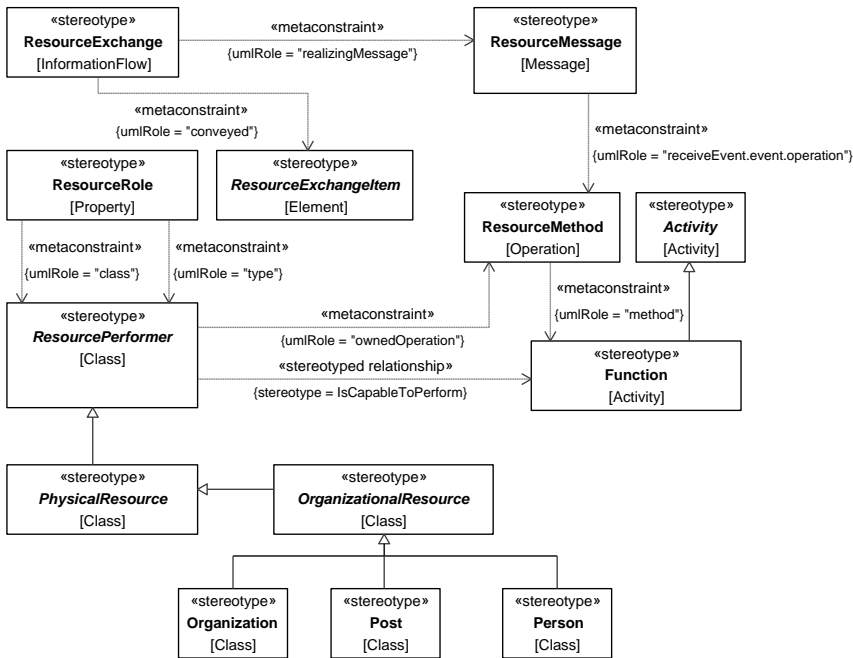 «stereotype»
ResourceExchange
[InformationFlow]
«metaconstraint»
{umlRole = "realizingMessage"}
«stereotype»
ResourceMessage
[Message]
«metaconstraint»
{umlRole = "conveyed"}
«metaconstraint»
{umlRole = "receiveEvent.event.operation"}
«stereotype»
ResourceRole
[Property]
«stereotype»
ResourceExchangeItem
[Element]
«stereotype»
ResourceMethod
[Operation]
«stereotype»
Activity
[Activity]
«metaconstraint»
{umlRole = "class"}
«metaconstraint»
{umlRole = "type"}
«metaconstraint»
{umlRole = "method"}
«stereotype»
ResourcePerformer
[Class]
«metaconstraint»
{umlRole = "ownedOperation"}
«stereotyped relationship»
{stereotype = IsCapableToPerform}
«stereotype»
Function
[Activity]
«stereotype»
PhysicalResource
[Class]
«stereotype»
OrganizationalResource
[Class]
«stereotype»
Organization
[Class]
«stereotype»
Post
[Class]
«stereotype»
Person
[Class]